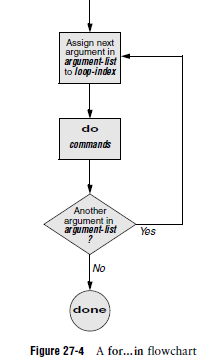 Assign next
argument in
argument-list
to loop-index
do
commands
Another
argument in
argument-list
?
Yes
No
done
Figure 27-4 A for...in flowchart